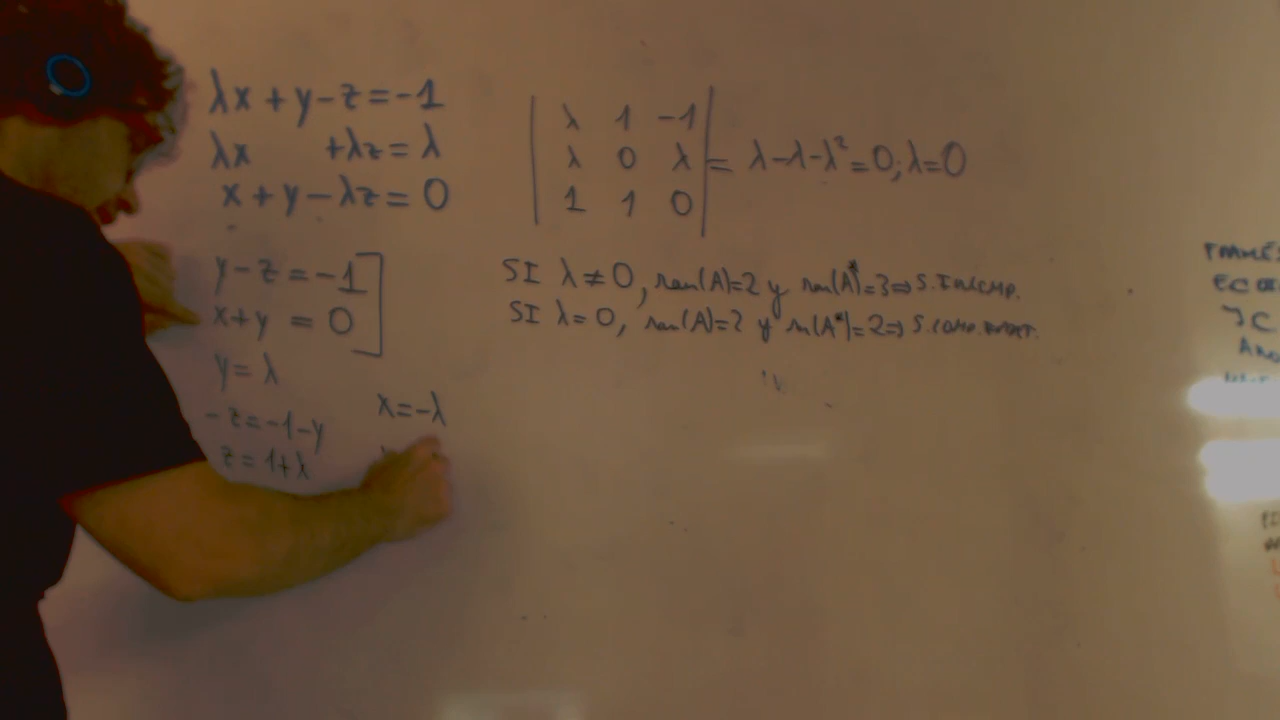 λx + y - z = -1
λx + λz = λ
x + y - λz = 0
| λ 1 -1 |
| λ 0 λ | = λ-λ-λ² = 0; λ=0
| 1 1 0 |
y - z = -1
x + y = 0
y = λ
-z = -1-y
z = 1+λ
x = -λ
SI λ ≠ 0, ran(A)=2 y ran(A*)=3 ⇒ S. INCOMP.
SI λ = 0, ran(A)=2 y ran(A*)=2 ⇒ S. COMP.